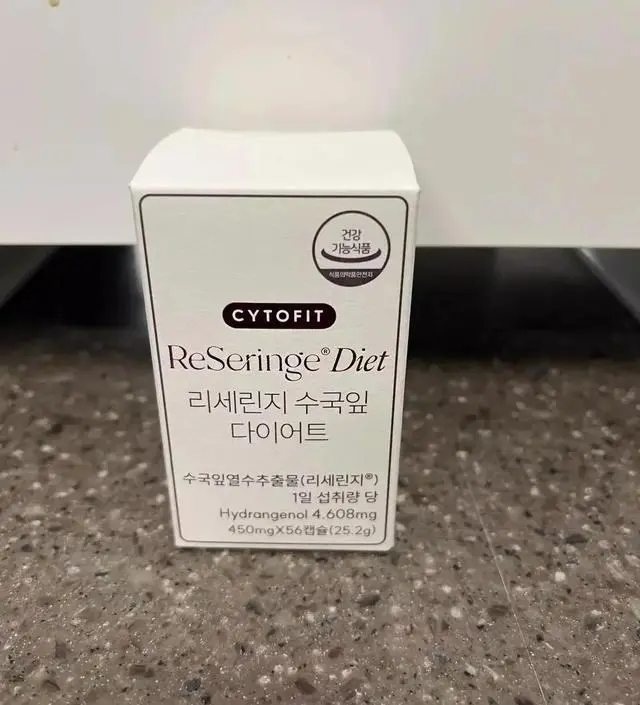 건강
기능식품
식품의약품안전처
CYTOFIT
ReSeringe® Diet
리세린지 수국잎
다이어트
수국잎열수추출물(리세린지®)
1일 섭취량 당
Hydrangenol 4.608mg
450mgX56캡슐(25.2g)